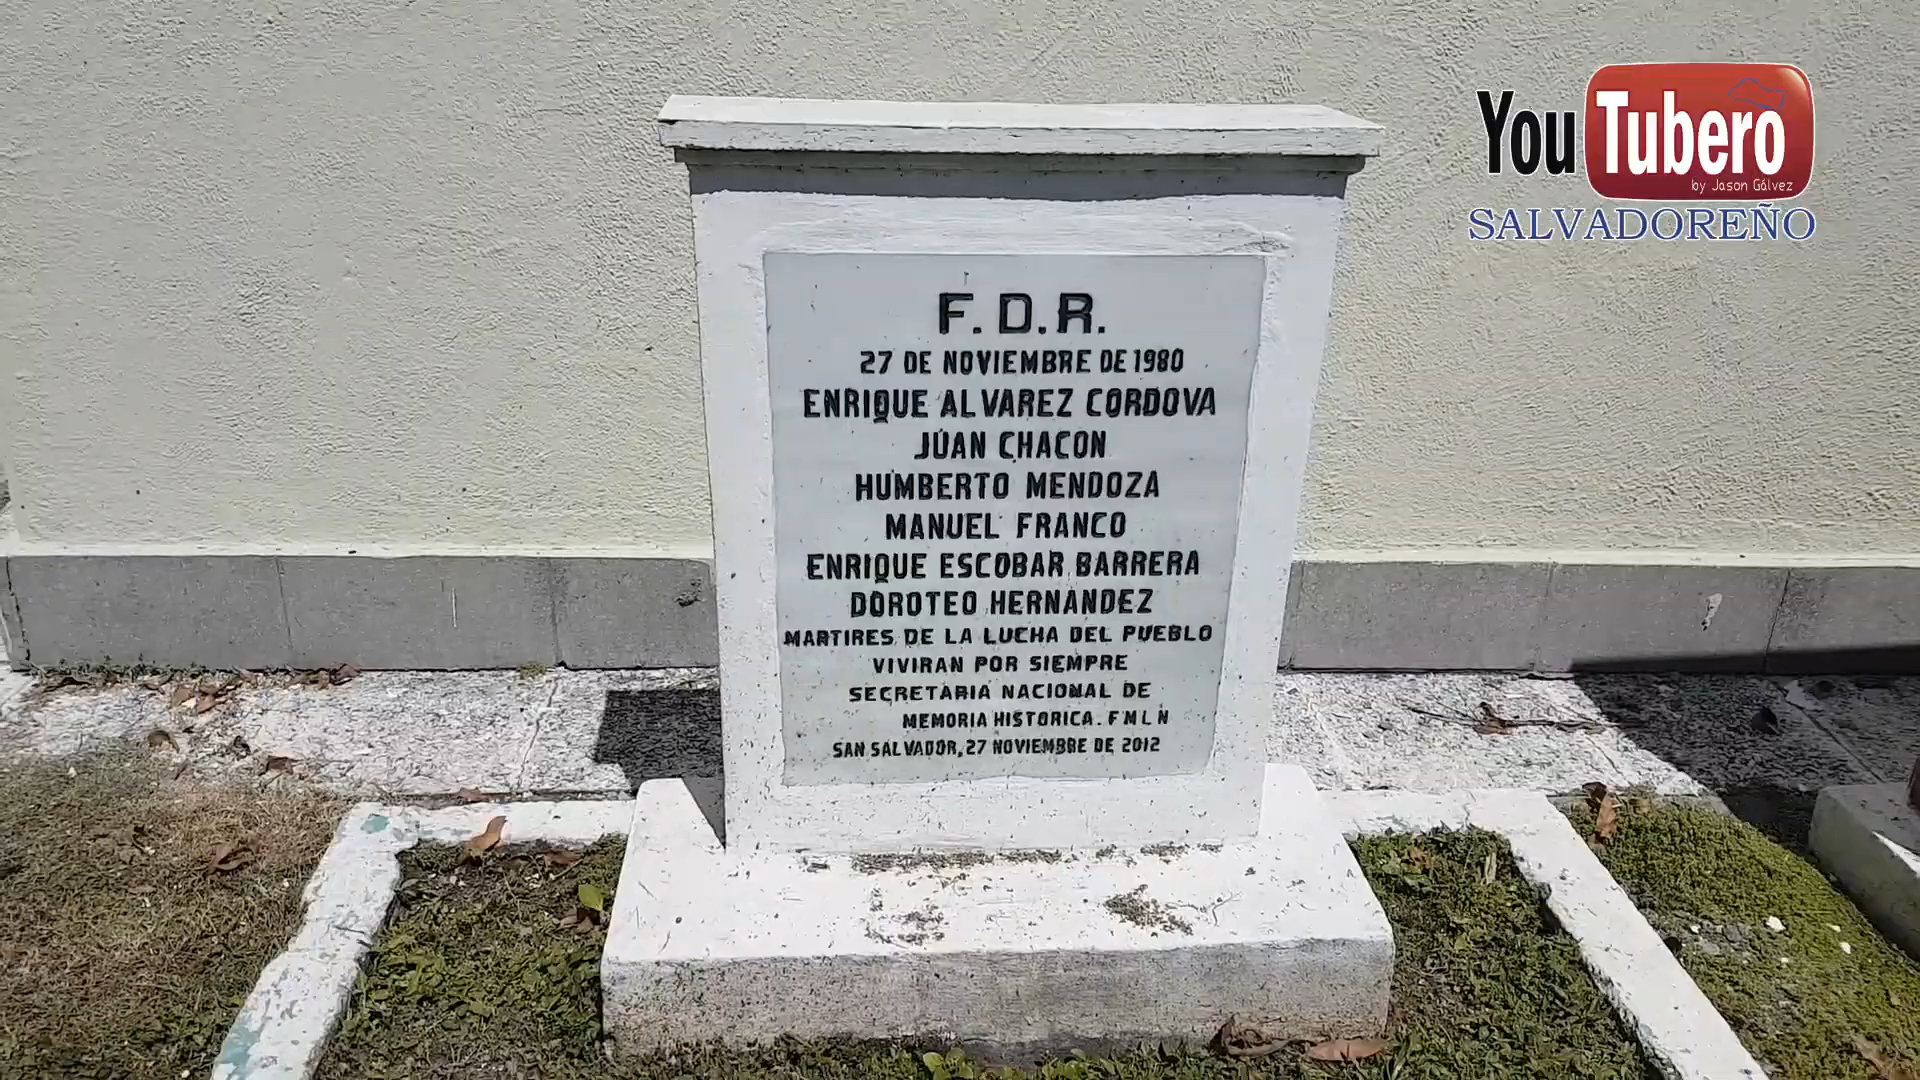 F.D.R.
27 DE NOVIEMBRE DE 1980
ENRIQUE ALVAREZ CORDOVA
JUAN CHACON
HUMBERTO MENDOZA
MANUEL FRANCO
ENRIQUE ESCOBAR BARRERA
DOROTEO HERNANDEZ
MARTIRES DE LA LUCHA DEL PUEBLO
VIVIRAN POR SIEMPRE
SECRETARIA NACIONAL DE
MEMORIA HISTORICA. F M L N
SAN SALVADOR, 27 NOVIEMBRE DE 2012
YouTubero
by Jason Gálvez
SALVADOREÑO